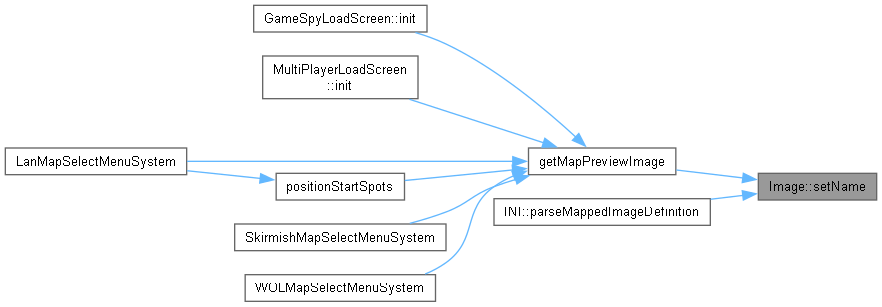 GameSpyLoadScreen::init
MultiPlayerLoadScreen
::init
LanMapSelectMenuSystem
getMapPreviewImage
positionStartSpots
Image::setName
INI::parseMappedImageDefinition
SkirmishMapSelectMenuSystem
WOLMapSelectMenuSystem